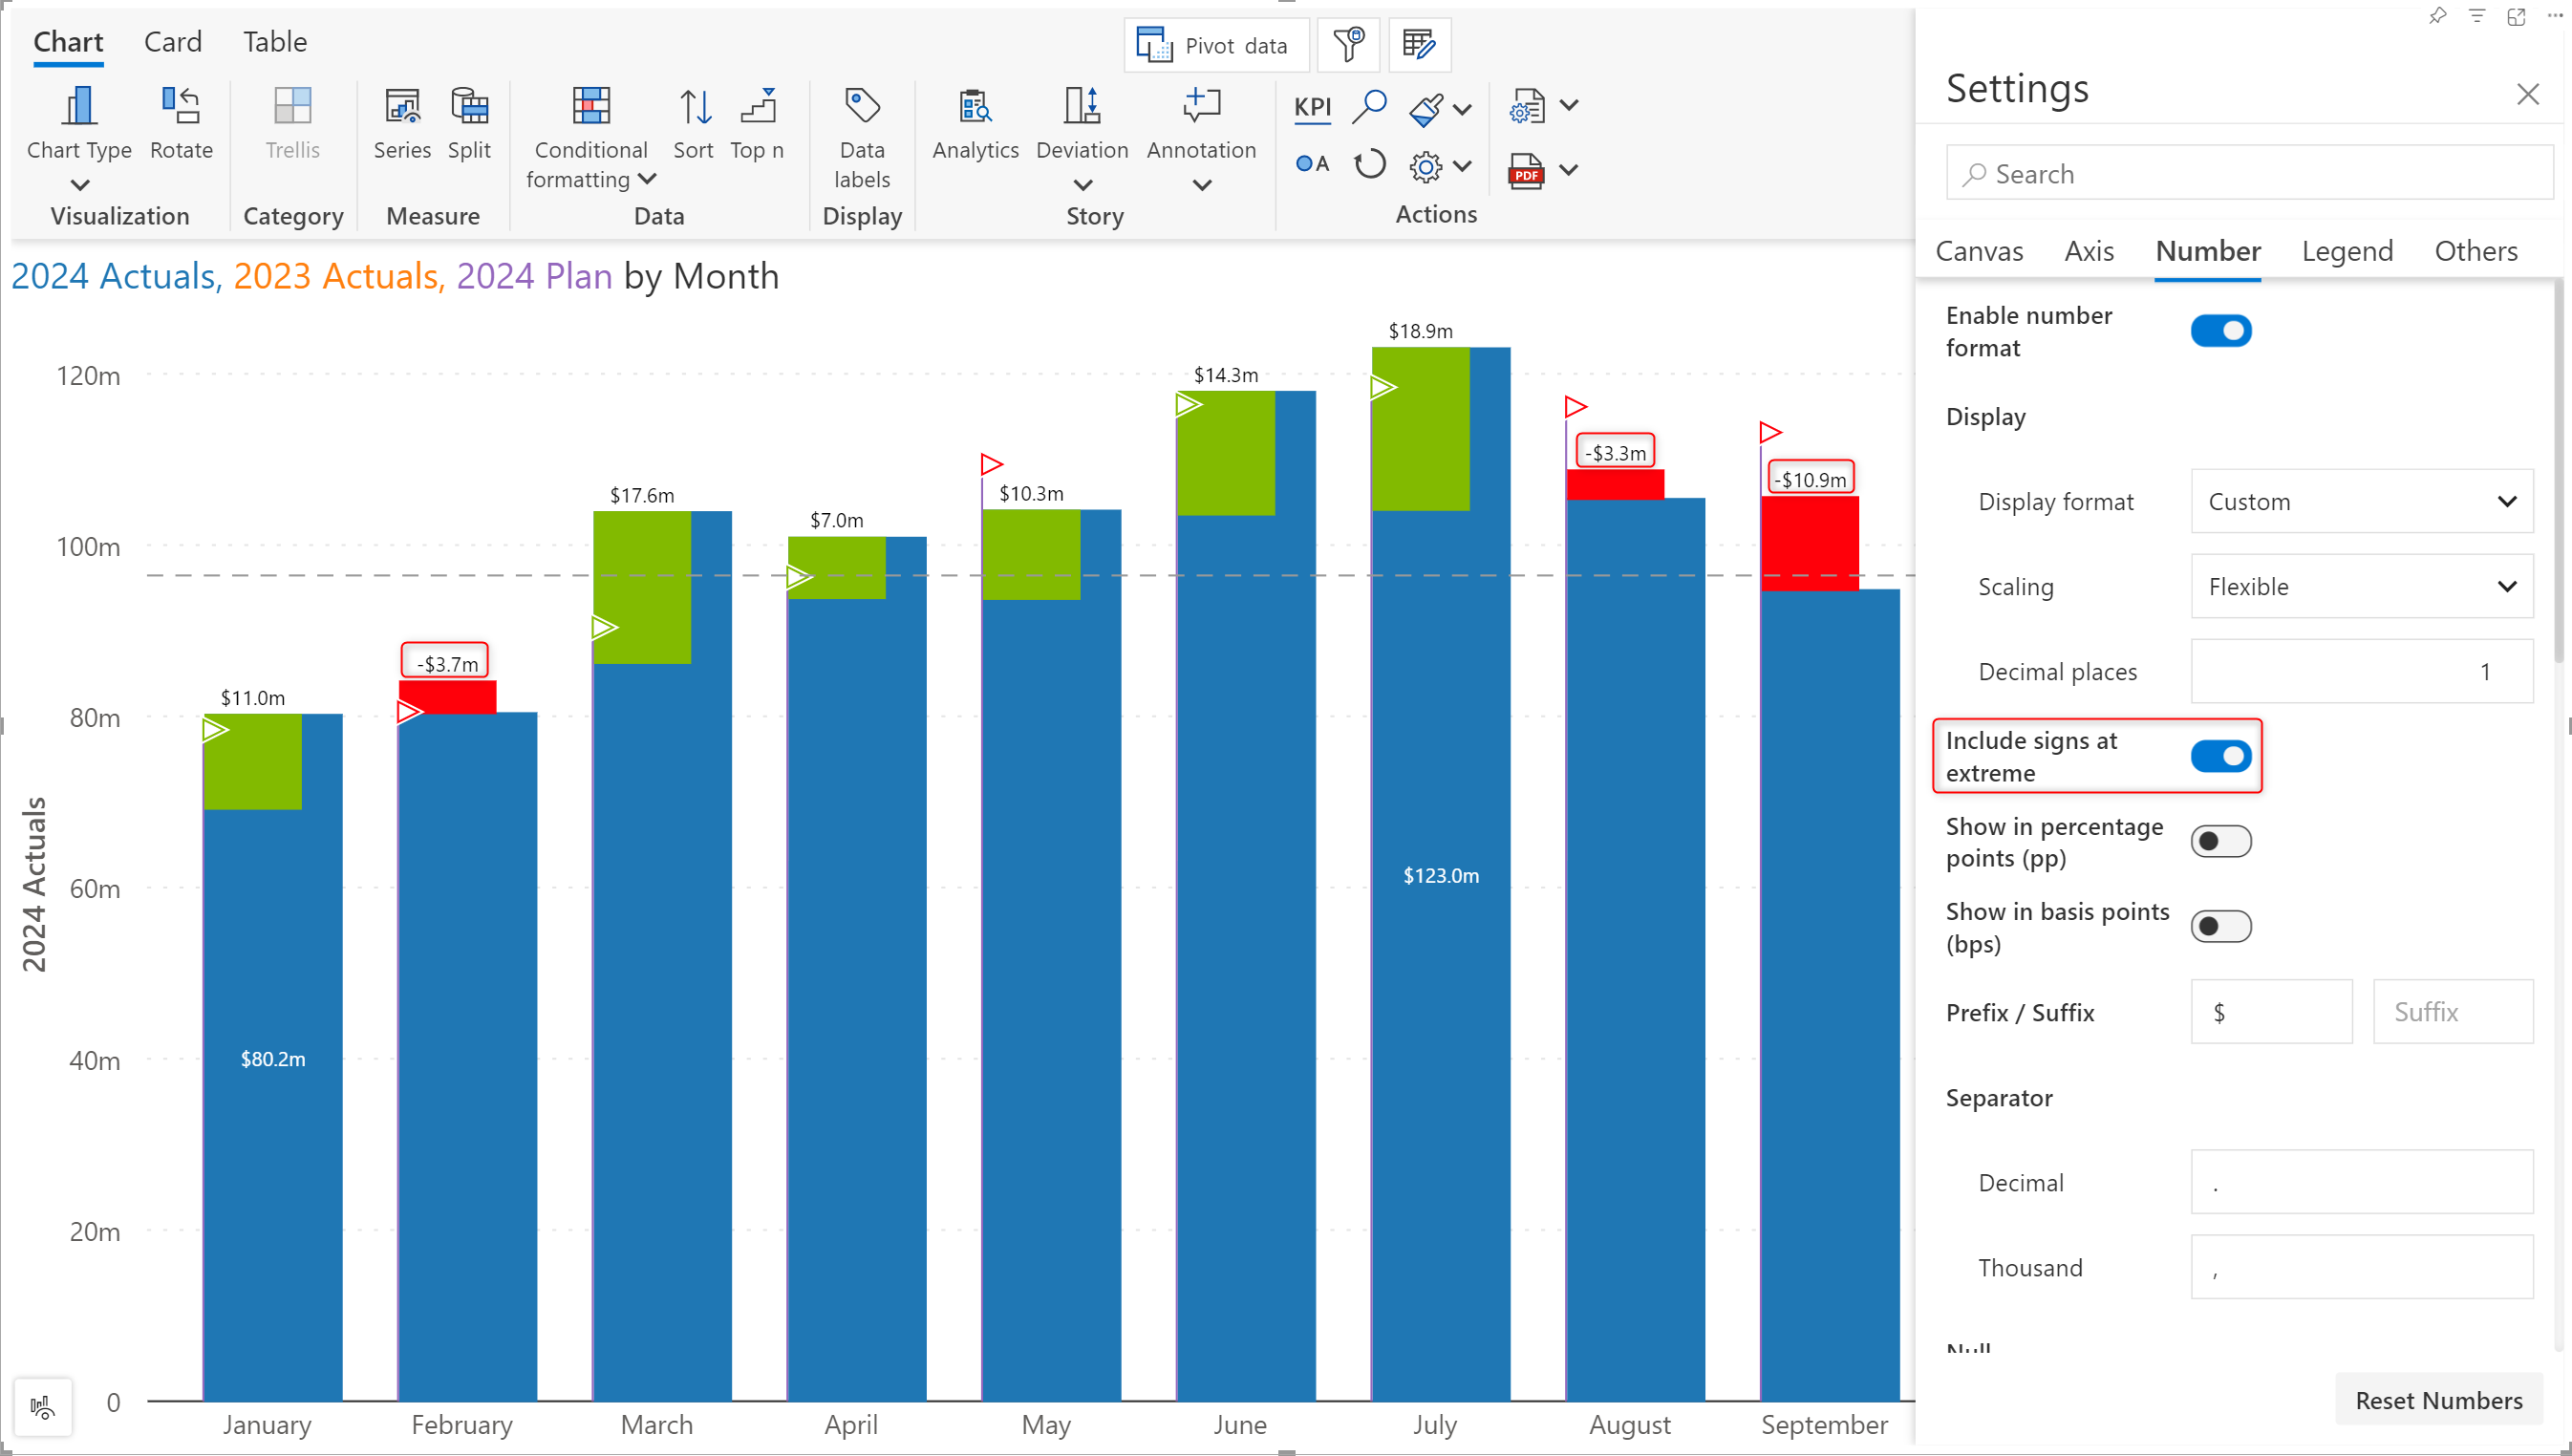 Chart Card Table
Pivot data
Chart Type
Rotate
Visualization
Trellis
Category
Series
Split
Measure
Conditional
formatting
Sort
Top n
Data
Data
labels
Display
Analytics
Deviation
Annotation
Story
KPI
A
PDF
Actions
2024 Actuals, 2023 Actuals, 2024 Plan by Month
2024 Actuals
120m
100m
80m
60m
40m
20m
0
$11.0m
-$3.7m
$17.6m
$7.0m
$10.3m
$14.3m
$18.9m
-$3.3m
-$10.9m
$80.2m
$123.0m
January February March April May June July August September
Settings
Search
Canvas Axis Number Legend Others
Enable number
format
Display
Display format Custom
Scaling Flexible
Decimal places 1
Include signs at
extreme
Show in percentage
points (pp)
Show in basis points
(bps)
Prefix / Suffix $ Suffix
Separator
Decimal .
Thousand ,
Null
Reset Numbers